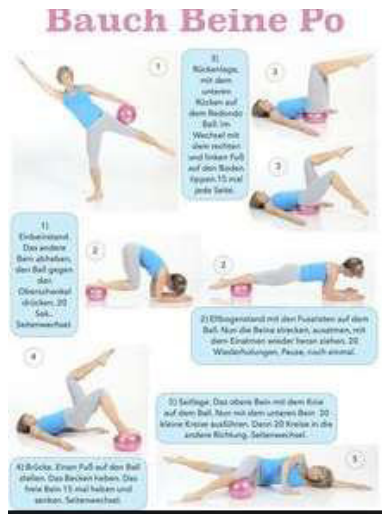 Bauch Beine Po
1
3)
Rückenlage,
mit dem
unteren
Rücken auf
dem Redondo
Ball. Im
Wechsel mit
dem rechten
und linken Fuß
auf den Boden
tippen. 15 mal
jede Seite.
3
3
1)
Einbeinstand.
Das andere
Bein abheben,
den Ball gegen
den
Oberschenkel
drücken. 20
Sek.
Seitenwechsel.
2
2
2) Ellbogenstand mit den Fussristen auf dem
Ball. Nun die Beine strecken, ausatmen, mit
dem Einatmen wieder heran ziehen. 20
Wiederholungen, Pause, noch einmal.
4
5) Seitlage. Das obere Bein mit dem Knie
auf dem Ball. Nun mit dem unteren Bein 20
kleine Kreise ausführen. Dann 20 Kreise in die
andere Richtung. Seitenwechsel.
4) Brücke. Einen Fuß auf den Ball
stellen. Das Becken heben. Das
freie Bein 15 mal heben und
senken. Seitenwechsel.
5